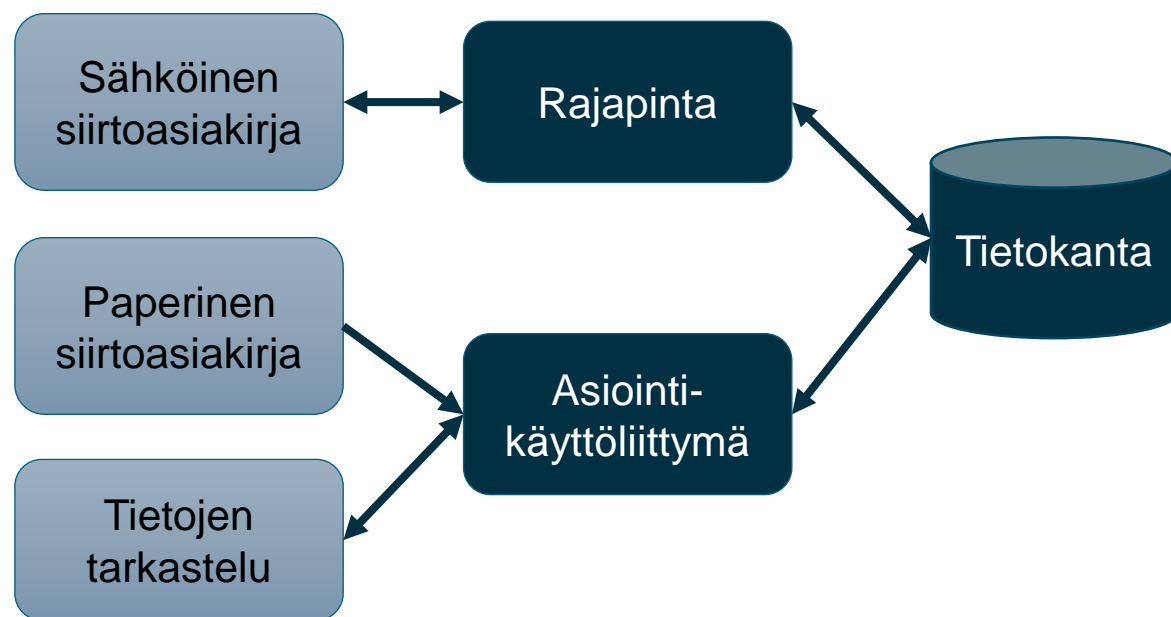 Sähköinen
siirtoasiakirja
Rajapinta
Tietokanta
Paperinen
siirtoasiakirja
Asiointi-
käyttöliittymä
Tietojen
tarkastelu